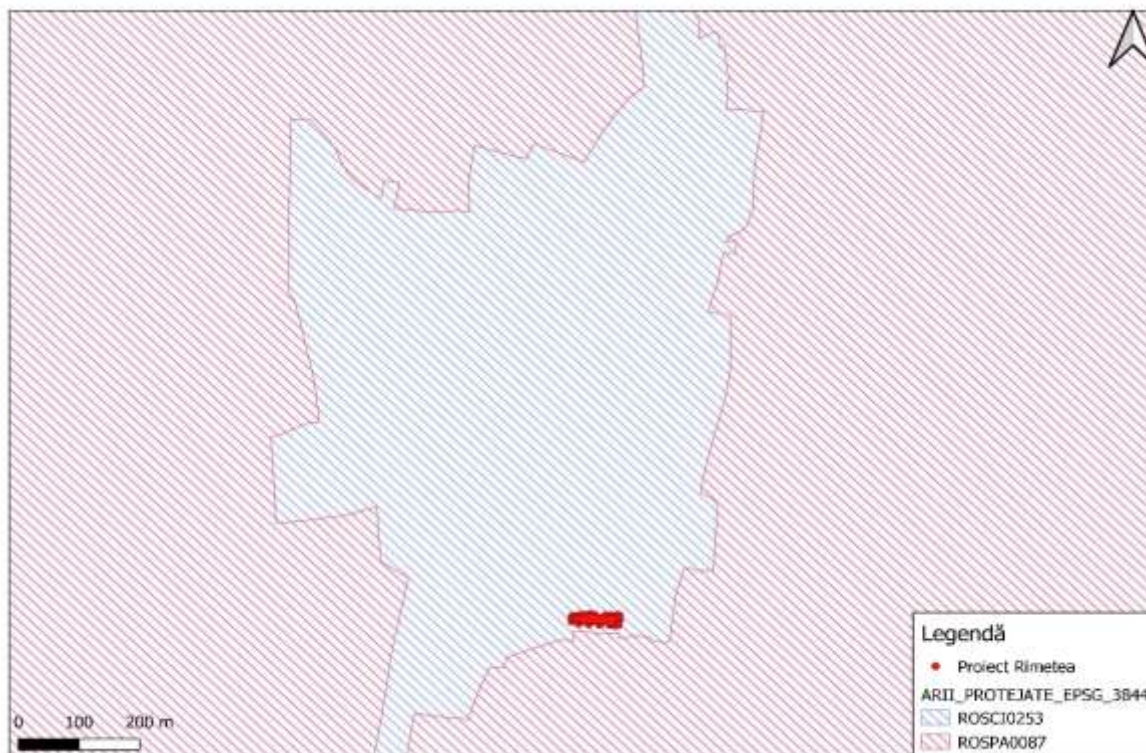 0 100 200 m
Legendă
Proiect Rimetea
ARII_PROTEJATE_EPSG_3844
ROSCI0253
ROSPA0087